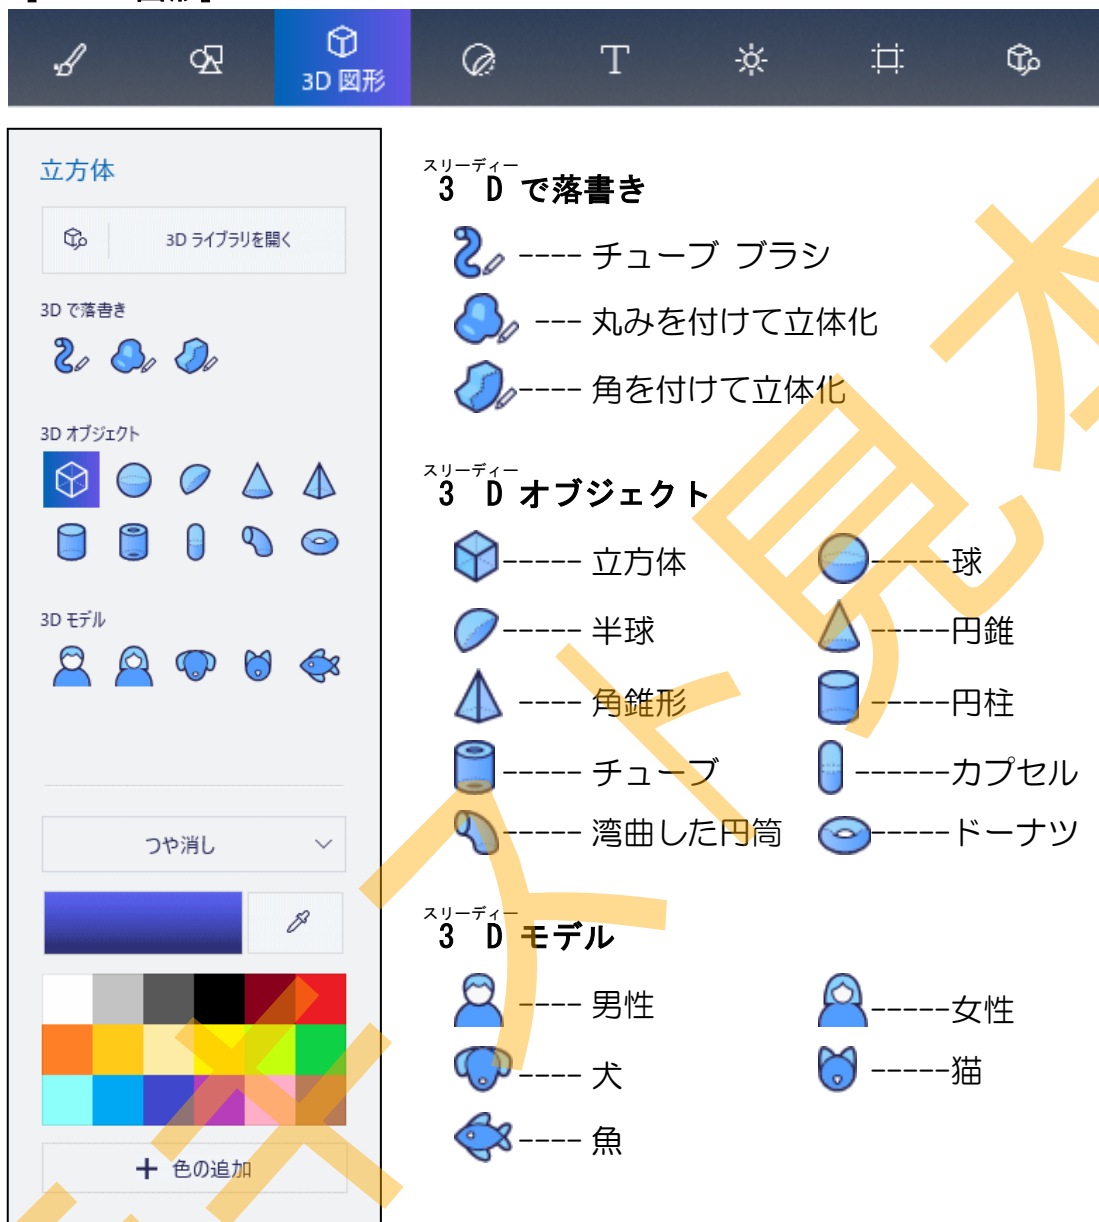 3D 図形
T
立方体
3D ライブラリを開く
3D で落書き
3D オブジェクト
3D モデル
つや消し
+ 色の追加
スリーディー
3 D で落書き
---- チューブ ブラシ
--- 丸みを付けて立体化
---- 角を付けて立体化
スリーディー
3 D オブジェクト
----- 立方体 -----球
----- 半球 -----円錐
---- 角錐形 -----円柱
----- チューブ ------カプセル
----- 湾曲した円筒 -----ドーナツ
スリーディー
3 D モデル
---- 男性 -----女性
---- 犬 -----猫
---- 魚
テキスト見本